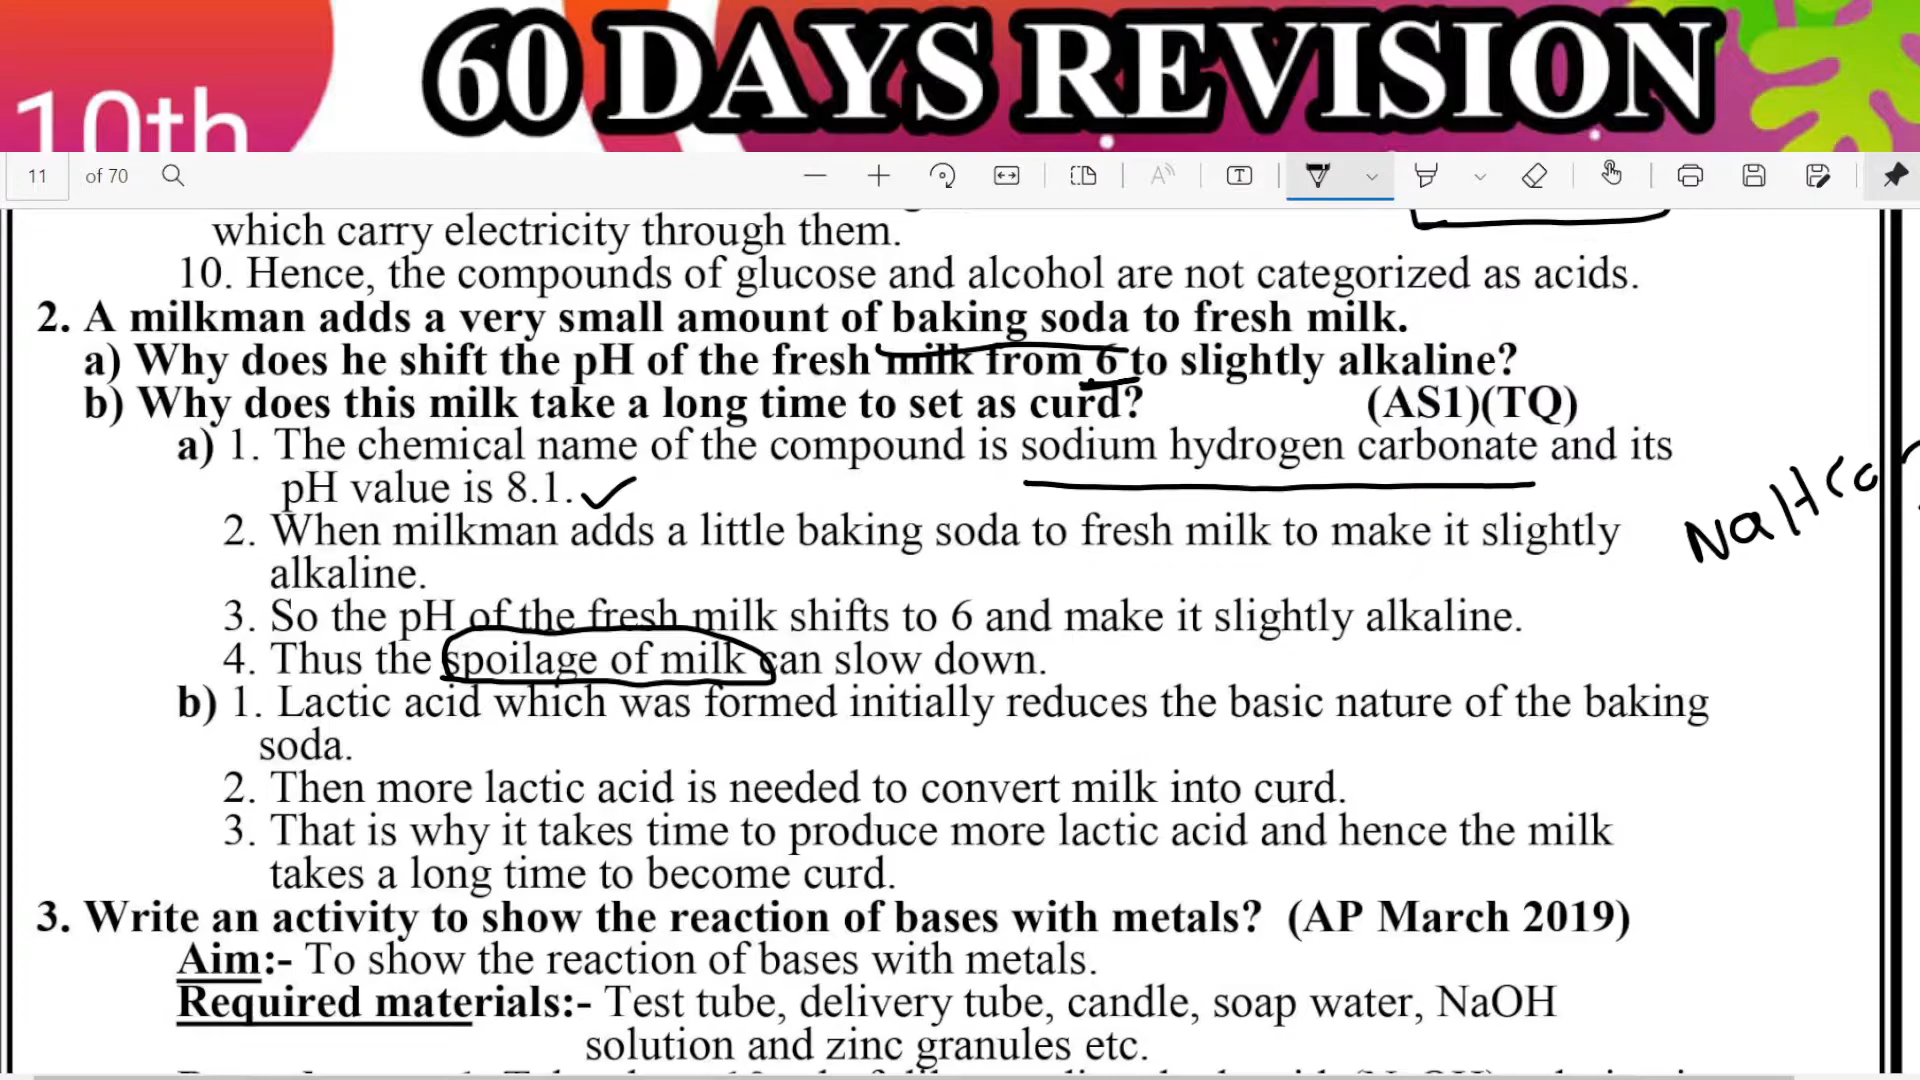 60 DAYS REVISION
10th
11 of 70
which carry electricity through them.
10. Hence, the compounds of glucose and alcohol are not categorized as acids.
2. A milkman adds a very small amount of baking soda to fresh milk.
a) Why does he shift the pH of the fresh milk from 6 to slightly alkaline?
b) Why does this milk take a long time to set as curd? (AS1)(TQ)
a) 1. The chemical name of the compound is sodium hydrogen carbonate and its
pH value is 8.1.
NaHCO
2. When milkman adds a little baking soda to fresh milk to make it slightly
alkaline.
3. So the pH of the fresh milk shifts to 6 and make it slightly alkaline.
4. Thus the spoilage of milk can slow down.
b) 1. Lactic acid which was formed initially reduces the basic nature of the baking
soda.
2. Then more lactic acid is needed to convert milk into curd.
3. That is why it takes time to produce more lactic acid and hence the milk
takes a long time to become curd.
3. Write an activity to show the reaction of bases with metals? (AP March 2019)
Aim:- To show the reaction of bases with metals.
Required materials:- Test tube, delivery tube, candle, soap water, NaOH
solution and zinc granules etc.